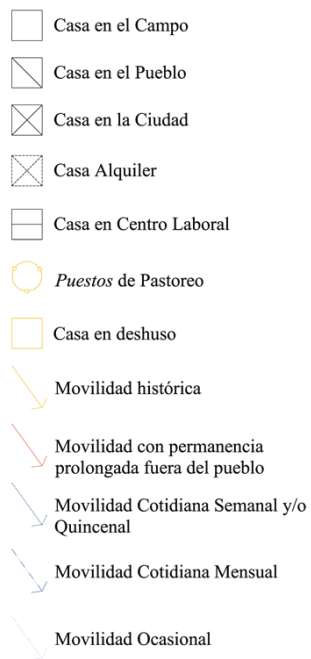 Casa en el Campo
Casa en el Pueblo
Casa en la Ciudad
Casa Alquiler
Casa en Centro Laboral
Puestos de Pastoreo
Casa en deshuso
Movilidad histórica
Movilidad con permanencia
prolongada fuera del pueblo
Movilidad Cotidiana Semanal y/o
Quincenal
Movilidad Cotidiana Mensual
Movilidad Ocasional